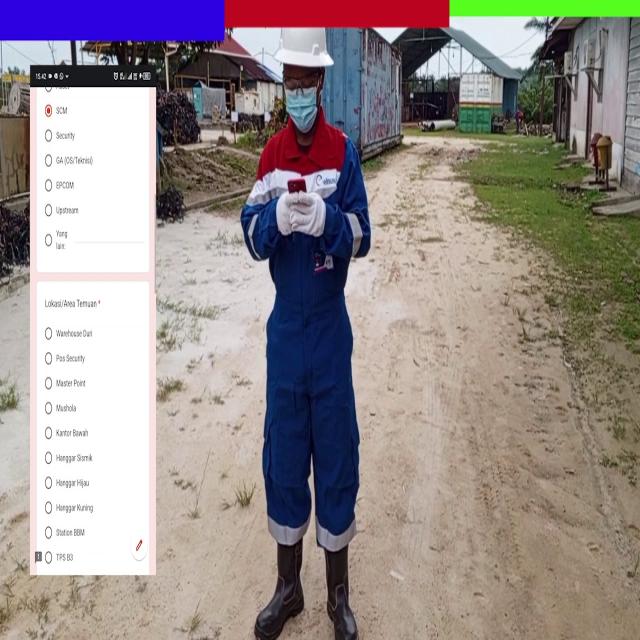 15.42
SCM
Security
GA (OS/Teknisi)
EPCOM
Upstream
Yang
lain:
Lokasi/Area Temuan *
Warehouse Duri
Pos Security
Master Point
Mushola
Kantor Bawah
Hanggar Sismik
Hanggar Hijau
Hanggar Kuning
Station BBM
TPS B3